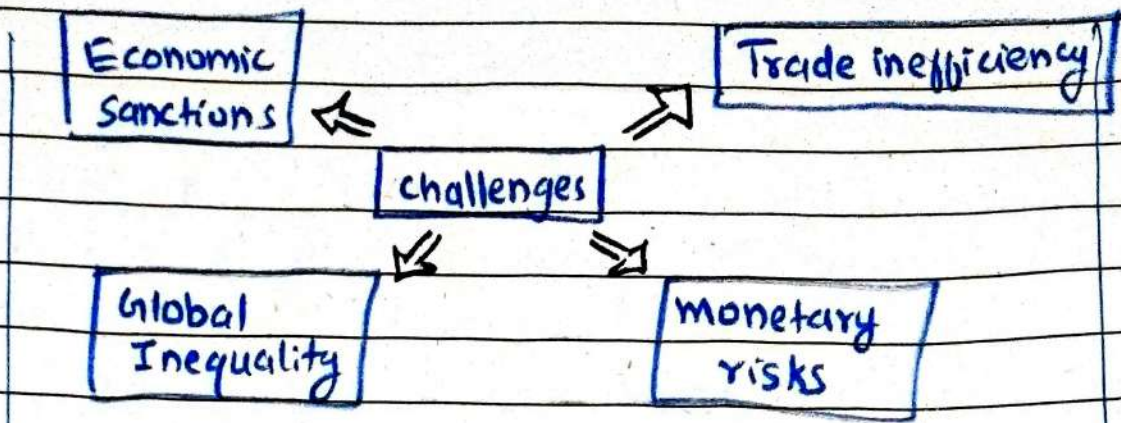 Economic
Sanctions
Trade inefficiency
challenges
Global
Inequality
monetary
risks